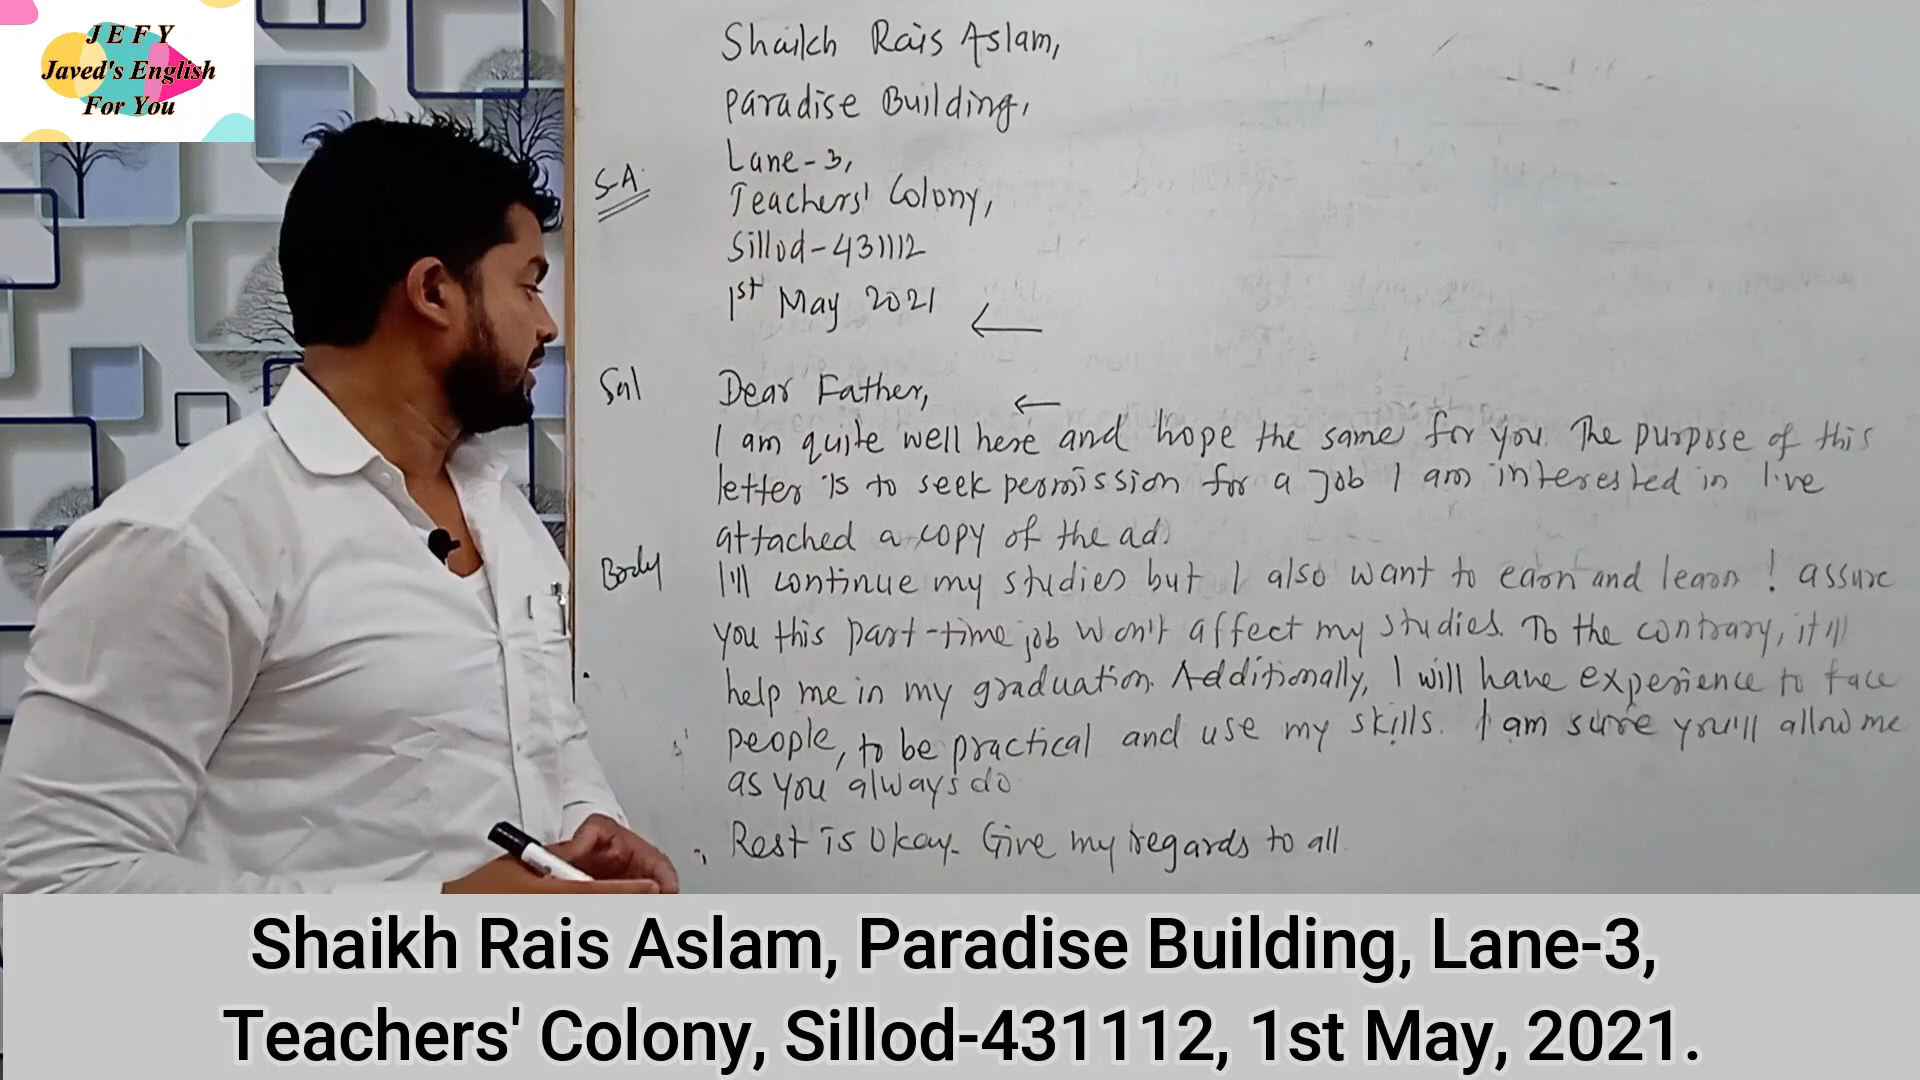 J E F Y
Javed's English
For You
Shaikh Rais Aslam,
Paradise Building,
Lane-3,
S.A.
Teachers' Colony,
Sillod-431112
1st May 2021
Sal
Dear Father,
I am quite well here and hope the same for you. The purpose of this
letter is to seek permission for a job I am interested in I've
attached a copy of the ad.
Body
I'll continue my studies but I also want to earn and learn ! assure
you this part-time job won't affect my studies. To the contrary, it'll
help me in my graduation. Additionally, I will have experience to face
people, to be practical and use my skills. I am sure you'll allow me
as you always do
Rest is Okay. Give my regards to all.
Shaikh Rais Aslam, Paradise Building, Lane-3,
Teachers' Colony, Sillod-431112, 1st May, 2021.